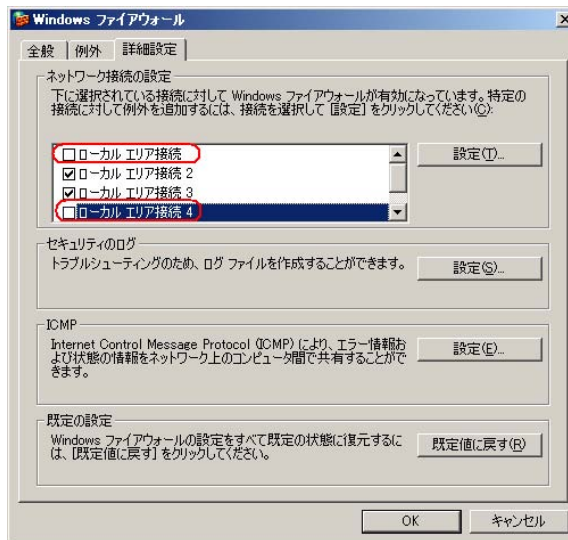 Windows ファイアウォール
全般
例外
詳細設定
ネットワーク接続の設定
下に選択されている接続に対して Windows ファイアウォールが有効になっています。特定の
接続に対して例外を追加するには、接続を選択して [設定] をクリックしてください(C):
ローカル エリア接続
ローカル エリア接続 2
ローカル エリア接続 3
ローカル エリア接続 4
設定(T)...
セキュリティのログ
トラブルシューティングのため、ログ ファイルを作成することができます。
設定(S)...
ICMP
Internet Control Message Protocol (ICMP) により、エラー情報お
よび状態の情報をネットワーク上のコンピュータ間で共有することがで
きます。
設定(E)...
既定の設定
Windows ファイアウォールの設定をすべて既定の状態に復元するに
は、[既定値に戻す] をクリックしてください。
既定値に戻す(R)
OK
キャンセル